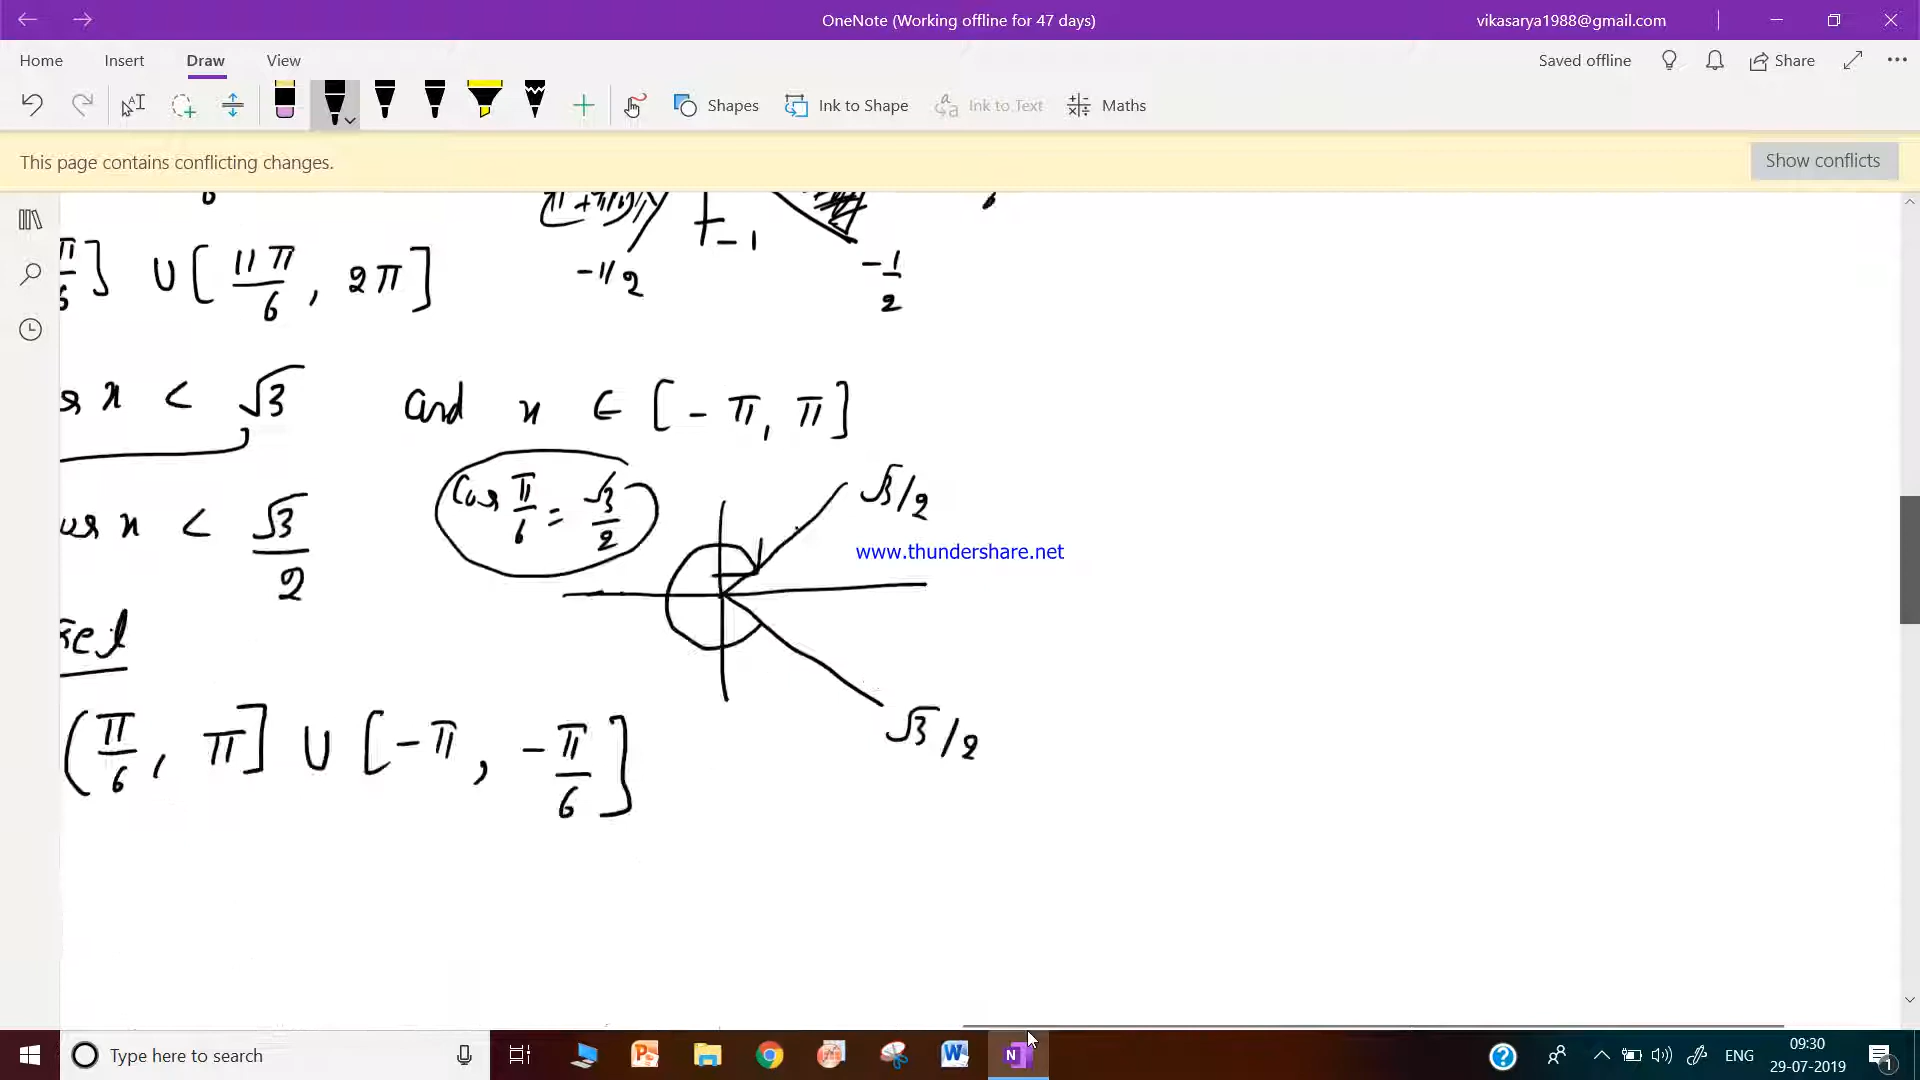 OneNote (Working offline for 47 days)
vikasarya1988@gmail.com
Home Insert Draw View
Saved offline Share
Shapes Ink to Shape Ink to Text Maths
This page contains conflicting changes.
Show conflicts
π/6] ∪ [11π/6, 2π]
-1
-1/2
-1/2
x < √3 and x ∈ [-π, π]
Cos π/6 = √3/2
√3/2
x < √3/2
www.thundershare.net
(π/6, π] ∪ [-π, -π/6]
√3/2
Type here to search
ENG
09:30
29-07-2019
1